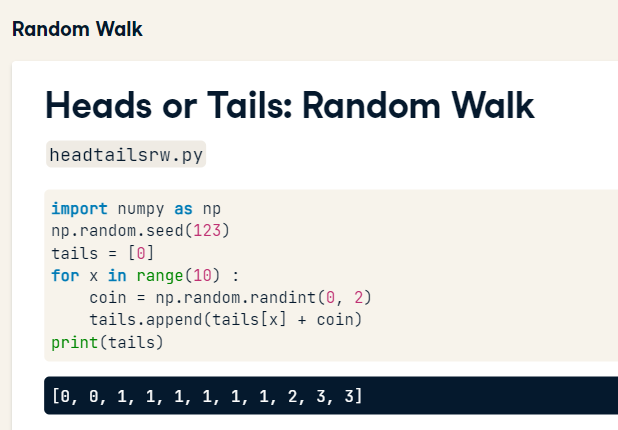 Random Walk
Heads or Tails: Random Walk
headtailsrw.py
import numpy as np
np.random.seed(123)
tails = [0]
for x in range(10) :
    coin = np.random.randint(0, 2)
    tails.append(tails[x] + coin)
print(tails)
[0, 0, 1, 1, 1, 1, 1, 1, 2, 3, 3]